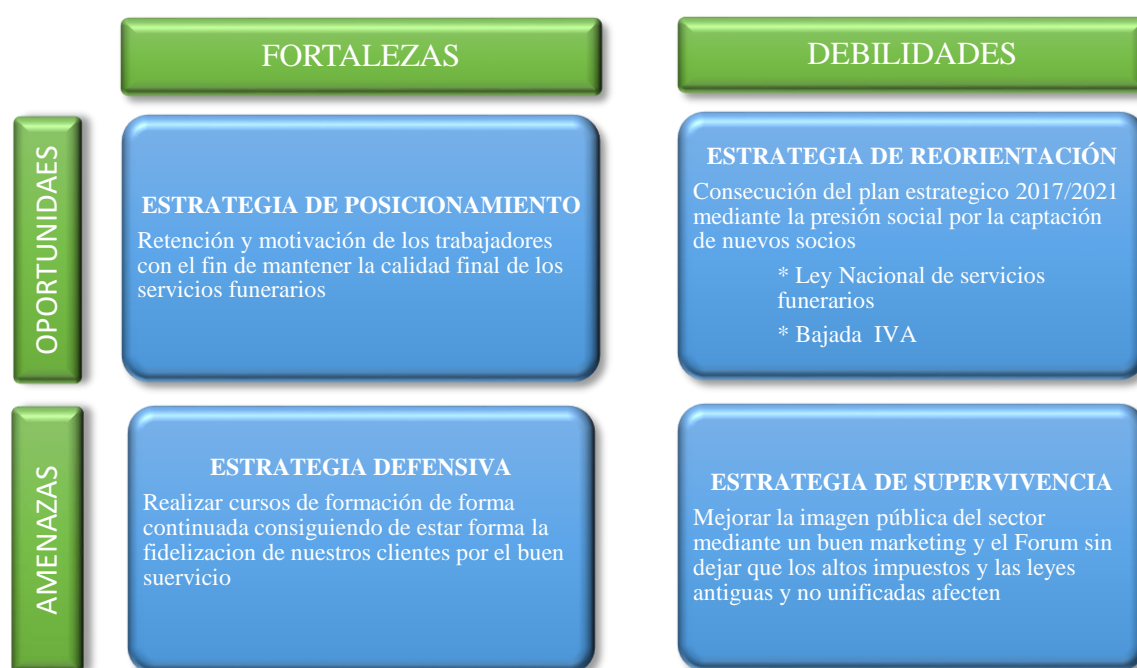 FORTALEZAS
DEBILIDADES
OPORTUNIDAES
ESTRATEGIA DE POSICIONAMIENTO
Retención y motivación de los trabajadores
con el fin de mantener la calidad final de los
servicios funerarios
ESTRATEGIA DE REORIENTACIÓN
Consecución del plan estrategico 2017/2021
mediante la presión social por la captación
de nuevos socios
* Ley Nacional de servicios
funerarios
* Bajada IVA
AMENAZAS
ESTRATEGIA DEFENSIVA
Realizar cursos de formación de forma
continuada consiguiendo de estar forma la
fidelizacion de nuestros clientes por el buen
suervicio
ESTRATEGIA DE SUPERVIVENCIA
Mejorar la imagen pública del sector
mediante un buen marketing y el Forum sin
dejar que los altos impuestos y las leyes
antiguas y no unificadas afecten